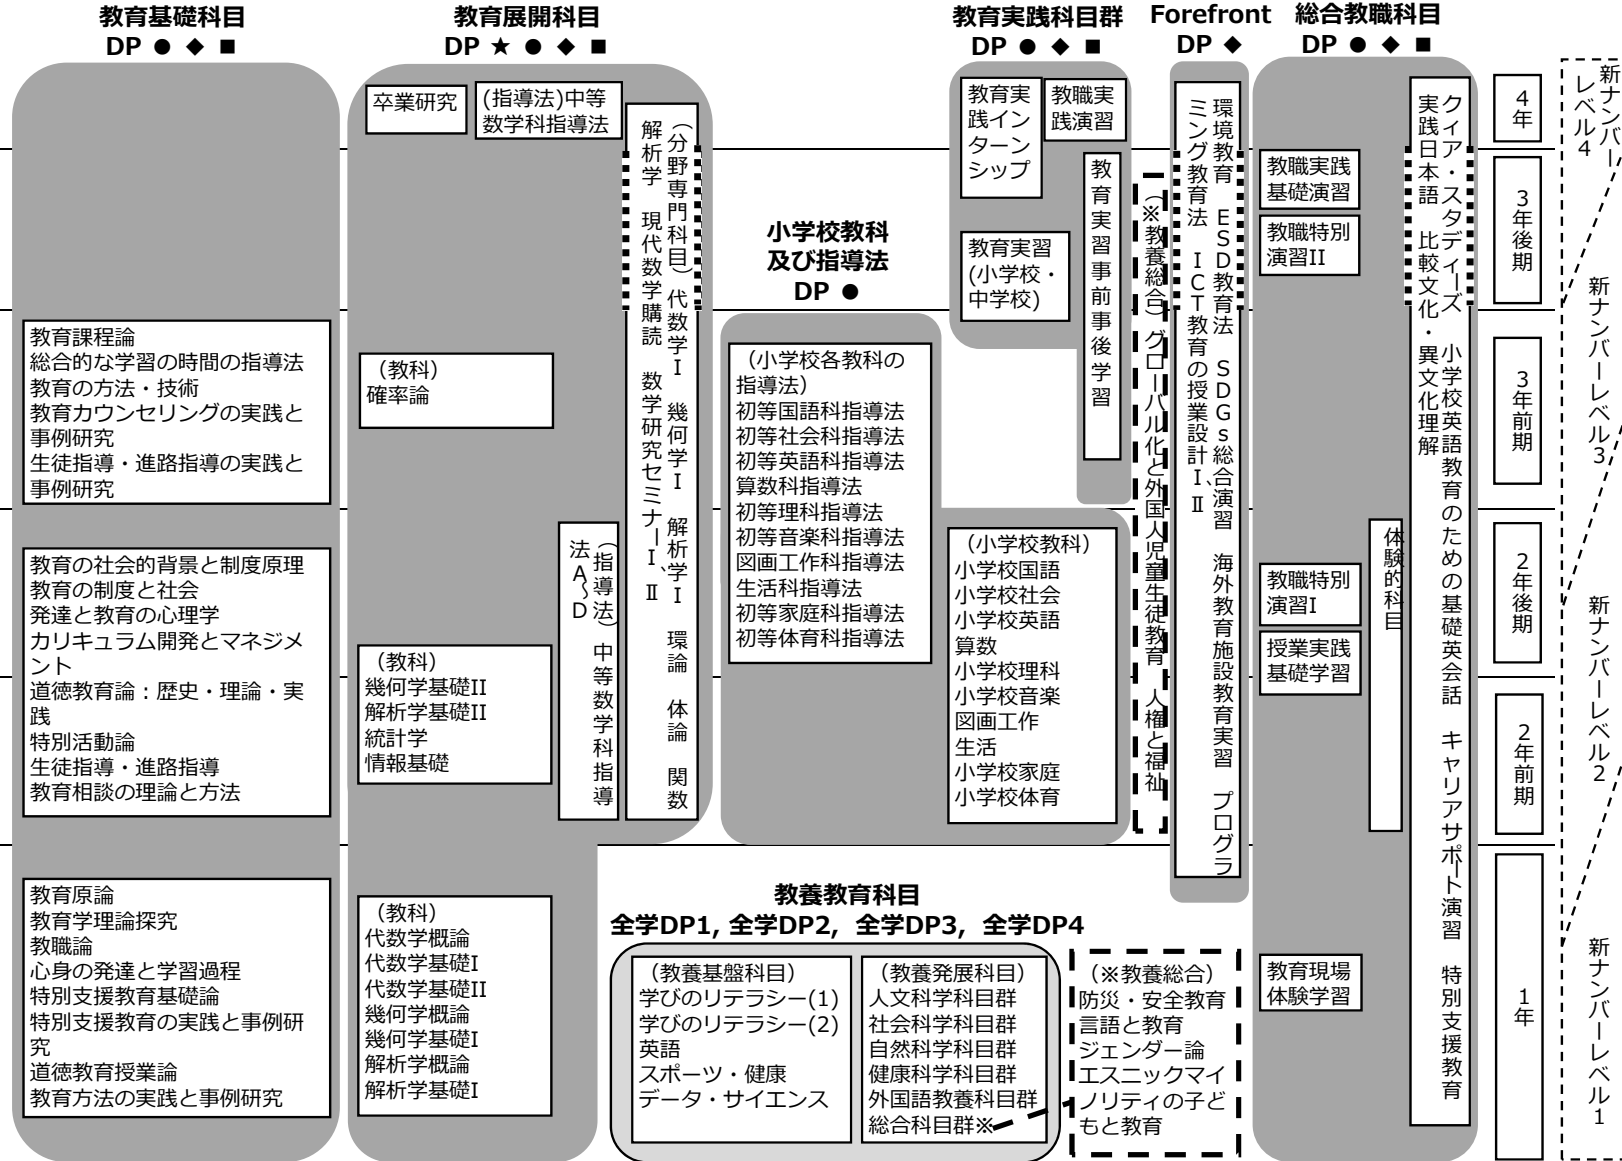 教育基礎科目
DP ● ◆ ■
教育展開科目
DP ★ ● ◆ ■
教育実践科目群
DP ● ◆ ■
Forefront
DP ◆
総合教職科目
DP ● ◆ ■
小学校教科
及び指導法
DP ●
教育課程論
総合的な学習の時間の指導法
教育の方法・技術
教育カウンセリングの実践と
事例研究
生徒指導・進路指導の実践と
事例研究
教育の社会的背景と制度原理
教育の制度と社会
発達と教育の心理学
カリキュラム開発とマネジメ
ント
道徳教育論：歴史・理論・実
践
特別活動論
生徒指導・進路指導
教育相談の理論と方法
教育原論
教育学理論探究
教職論
心身の発達と学習過程
特別支援教育基礎論
特別支援教育の実践と事例研
究
道徳教育授業論
教育方法の実践と事例研究
卒業研究
(指導法)中等
数学科指導法
（教科）
確率論
（教科）
幾何学基礎II
解析学基礎II
統計学
情報基礎
（教科）
代数学概論
代数学基礎I
代数学基礎II
幾何学概論
幾何学基礎I
解析学概論
解析学基礎I
（指導法）中等数学科指導
法A～D
（分野専門科目）代数学Ⅰ 幾何学Ⅰ 解析学Ⅰ 環論 体論 関数
解析学 現代数学購読 数学研究セミナーⅠ、Ⅱ
（小学校各教科の
指導法）
初等国語科指導法
初等社会科指導法
初等英語科指導法
算数科指導法
初等理科指導法
初等音楽科指導法
図画工作科指導法
生活科指導法
初等家庭科指導法
初等体育科指導法
教育実
践イン
ターン
シップ
教職実
践演習
教育実習
(小学校・
中学校)
教育実習事前事後学習
（小学校教科）
小学校国語
小学校社会
小学校英語
算数
小学校理科
小学校音楽
図画工作
生活
小学校家庭
小学校体育
（※教養総合）グローバル化と外国人児童生徒教育 人権と福祉
環境教育 ESD教育法 SDGs総合演習 海外教育施設教育実習 プログラ
ミング教育法 ICT教育の授業設計Ⅰ、Ⅱ
教職実践
基礎演習
教職特別
演習II
教職特別
演習I
授業実践
基礎学習
教育現場
体験学習
体験的科目
クィア・スタディーズ 小学校英語教育のための基礎英会話 キャリアサポート演習 特別支援教育
実践日本語 比較文化・異文化理解
教養教育科目
全学DP1, 全学DP2, 全学DP3, 全学DP4
（教養基盤科目）
学びのリテラシー(1)
学びのリテラシー(2)
英語
スポーツ・健康
データ・サイエンス
（教養発展科目）
人文科学科目群
社会科学科目群
自然科学科目群
健康科学科目群
外国語教養科目群
総合科目群※
（※教養総合）
防災・安全教育
言語と教育
ジェンダー論
エスニックマイ
ノリティの子ど
もと教育
4年
3年後期
3年前期
2年後期
2年前期
1年
新ナンバー
レベル4
新ナンバーレベル3
新ナンバーレベル2
新ナンバーレベル1